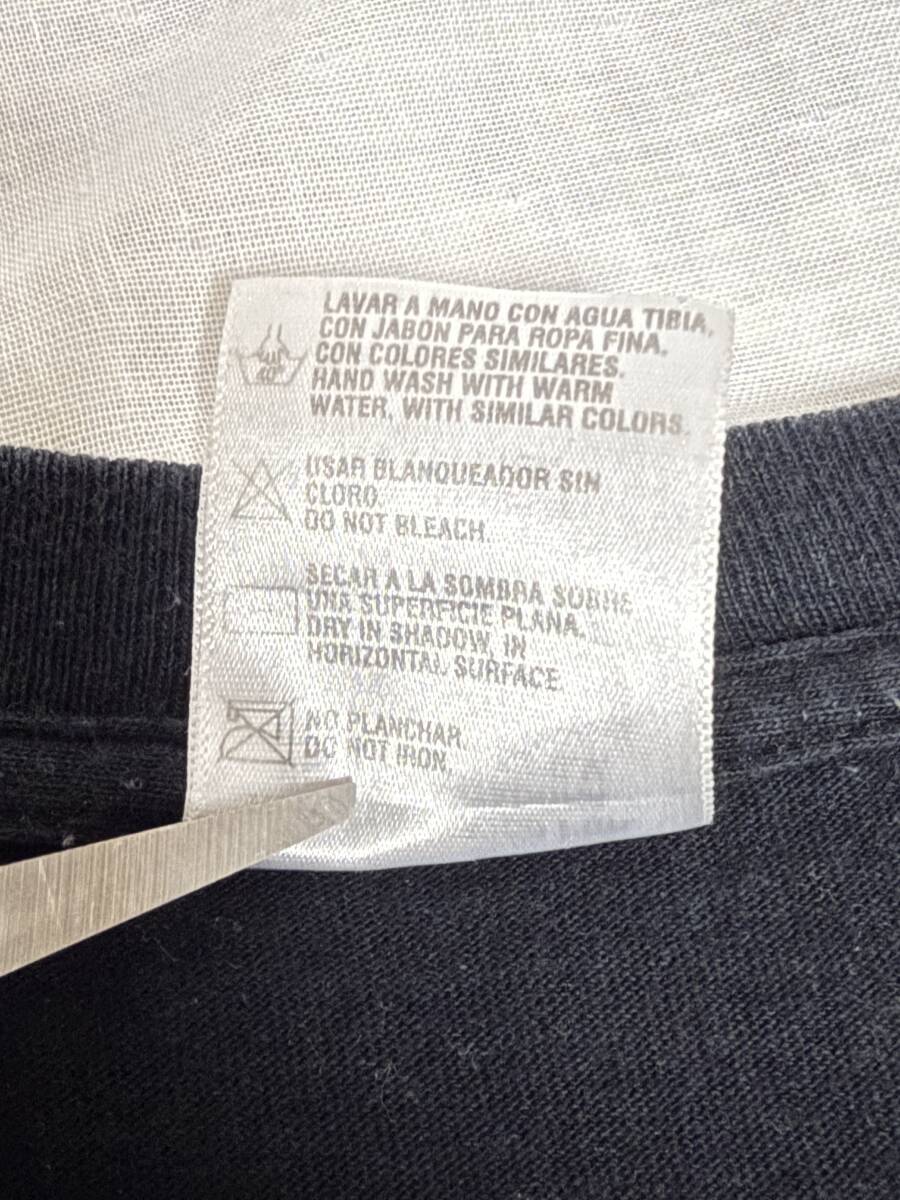 LAVAR A MANO CON AGUA TIBIA,
CON JABON PARA ROPA FINA.
CON COLORES SIMILARES.
HAND WASH WITH WARM
WATER, WITH SIMILAR COLORS.
40°
USAR BLANQUEADOR SIN
CLORO.
DO NOT BLEACH.
SECAR A LA SOMBRA SOBRE
UNA SUPERFICIE PLANA.
DRY IN SHADOW, IN
HORIZONTAL SURFACE.
NO PLANCHAR.
DO NOT IRON.